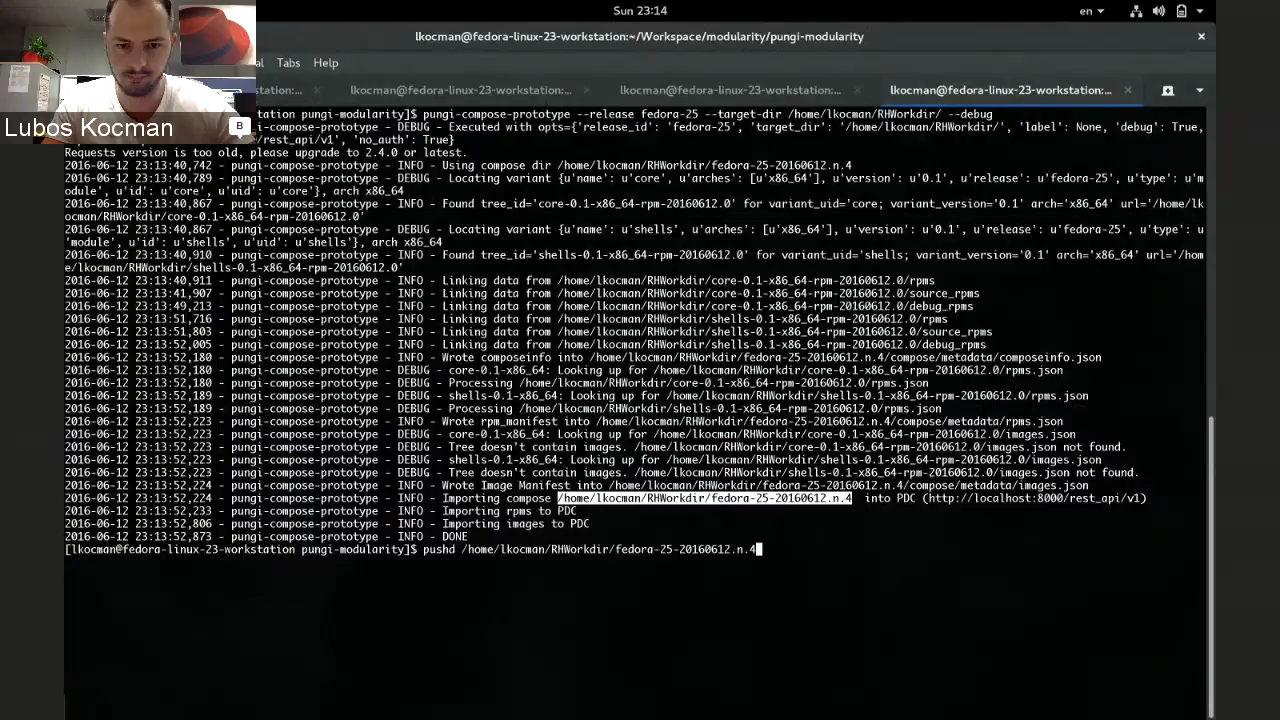 Sun 23:14
en
lkocman@fedora-linux-23-workstation:~/Workspace/modularity/pungi-modularity
al Tabs Help
tation:... lkocman@fedora-linux-23-workstation:... lkocman@fedora-linux-23-workstation:... lkocman@fedora-linux-23-workstation:...
Lubos Kocman B
station pungi-modularity]$ pungi-compose-prototype --release fedora-25 --target-dir /home/lkocman/RHWorkdir/ --debug
-compose-prototype - DEBUG - Executed with opts={'release_id': 'fedora-25', 'target_dir': '/home/lkocman/RHWorkdir/', 'label': None, 'debug': True,
/rest_api/v1', 'no_auth': True}
Requests version is too old, please upgrade to 2.4.0 or latest.
2016-06-12 23:13:40,742 - pungi-compose-prototype - INFO - Using compose dir /home/lkocman/RHWorkdir/fedora-25-20160612.n.4
2016-06-12 23:13:40,789 - pungi-compose-prototype - DEBUG - Locating variant {u'name': u'core', u'arches': [u'x86_64'], u'version': u'0.1', u'release': u'fedora-25', u'type': u'm
odule', u'id': u'core', u'uid': u'core'}, arch x86_64
2016-06-12 23:13:40,867 - pungi-compose-prototype - INFO - Found tree_id='core-0.1-x86_64-rpm-20160612.0' for variant_uid=core; variant_version='0.1' arch='x86_64' url='/home/lk
ocman/RHWorkdir/core-0.1-x86_64-rpm-20160612.0'
2016-06-12 23:13:40,867 - pungi-compose-prototype - DEBUG - Locating variant {u'name': u'shells', u'arches': [u'x86_64'], u'version': u'0.1', u'release': u'fedora-25', u'type': u
'module', u'id': u'shells', u'uid': u'shells'}, arch x86_64
2016-06-12 23:13:40,910 - pungi-compose-prototype - INFO - Found tree_id='shells-0.1-x86_64-rpm-20160612.0' for variant_uid=shells; variant_version='0.1' arch='x86_64' url='/hom
e/lkocman/RHWorkdir/shells-0.1-x86_64-rpm-20160612.0'
2016-06-12 23:13:40,911 - pungi-compose-prototype - INFO - Linking data from /home/lkocman/RHWorkdir/core-0.1-x86_64-rpm-20160612.0/rpms
2016-06-12 23:13:41,907 - pungi-compose-prototype - INFO - Linking data from /home/lkocman/RHWorkdir/core-0.1-x86_64-rpm-20160612.0/source_rpms
2016-06-12 23:13:49,213 - pungi-compose-prototype - INFO - Linking data from /home/lkocman/RHWorkdir/core-0.1-x86_64-rpm-20160612.0/debug_rpms
2016-06-12 23:13:51,716 - pungi-compose-prototype - INFO - Linking data from /home/lkocman/RHWorkdir/shells-0.1-x86_64-rpm-20160612.0/rpms
2016-06-12 23:13:51,803 - pungi-compose-prototype - INFO - Linking data from /home/lkocman/RHWorkdir/shells-0.1-x86_64-rpm-20160612.0/source_rpms
2016-06-12 23:13:52,005 - pungi-compose-prototype - INFO - Linking data from /home/lkocman/RHWorkdir/shells-0.1-x86_64-rpm-20160612.0/debug_rpms
2016-06-12 23:13:52,180 - pungi-compose-prototype - INFO - Wrote composeinfo into /home/lkocman/RHWorkdir/fedora-25-20160612.n.4/compose/metadata/composeinfo.json
2016-06-12 23:13:52,180 - pungi-compose-prototype - DEBUG - core-0.1-x86_64: Looking up for /home/lkocman/RHWorkdir/core-0.1-x86_64-rpm-20160612.0/rpms.json
2016-06-12 23:13:52,180 - pungi-compose-prototype - DEBUG - Processing /home/lkocman/RHWorkdir/core-0.1-x86_64-rpm-20160612.0/rpms.json
2016-06-12 23:13:52,189 - pungi-compose-prototype - DEBUG - shells-0.1-x86_64: Looking up for /home/lkocman/RHWorkdir/shells-0.1-x86_64-rpm-20160612.0/rpms.json
2016-06-12 23:13:52,189 - pungi-compose-prototype - DEBUG - Processing /home/lkocman/RHWorkdir/shells-0.1-x86_64-rpm-20160612.0/rpms.json
2016-06-12 23:13:52,223 - pungi-compose-prototype - INFO - Wrote rpm_manifest into /home/lkocman/RHWorkdir/fedora-25-20160612.n.4/compose/metadata/rpms.json
2016-06-12 23:13:52,223 - pungi-compose-prototype - DEBUG - core-0.1-x86_64: Looking up for /home/lkocman/RHWorkdir/core-0.1-x86_64-rpm-20160612.0/images.json
2016-06-12 23:13:52,223 - pungi-compose-prototype - DEBUG - Tree doesn't contain images. /home/lkocman/RHWorkdir/core-0.1-x86_64-rpm-20160612.0/images.json not found.
2016-06-12 23:13:52,223 - pungi-compose-prototype - DEBUG - shells-0.1-x86_64: Looking up for /home/lkocman/RHWorkdir/shells-0.1-x86_64-rpm-20160612.0/images.json
2016-06-12 23:13:52,223 - pungi-compose-prototype - DEBUG - Tree doesn't contain images. /home/lkocman/RHWorkdir/shells-0.1-x86_64-rpm-20160612.0/images.json not found.
2016-06-12 23:13:52,224 - pungi-compose-prototype - INFO - Wrote Image Manifest into /home/lkocman/RHWorkdir/fedora-25-20160612.n.4/compose/metadata/images.json
2016-06-12 23:13:52,224 - pungi-compose-prototype - INFO - Importing compose /home/lkocman/RHWorkdir/fedora-25-20160612.n.4 into PDC (http://localhost:8000/rest_api/v1)
2016-06-12 23:13:52,233 - pungi-compose-prototype - INFO - Importing rpms to PDC
2016-06-12 23:13:52,806 - pungi-compose-prototype - INFO - Importing images to PDC
2016-06-12 23:13:52,873 - pungi-compose-prototype - INFO - DONE
[lkocman@fedora-linux-23-workstation pungi-modularity]$ pushd /home/lkocman/RHWorkdir/fedora-25-20160612.n.4